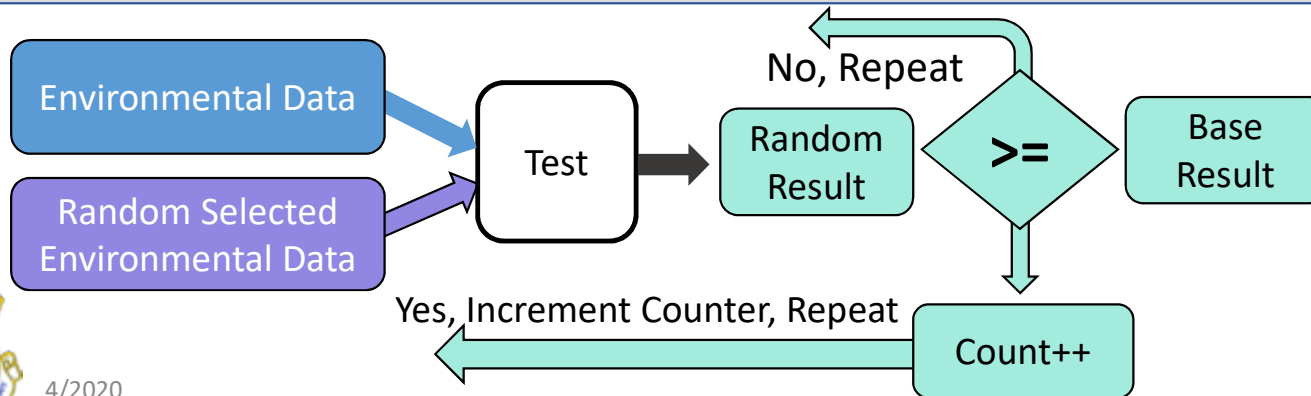 Environmental Data
Random Selected
Environmental Data
Test
No, Repeat
Random
Result
>=
Base
Result
Yes, Increment Counter, Repeat
Count++
4/2020